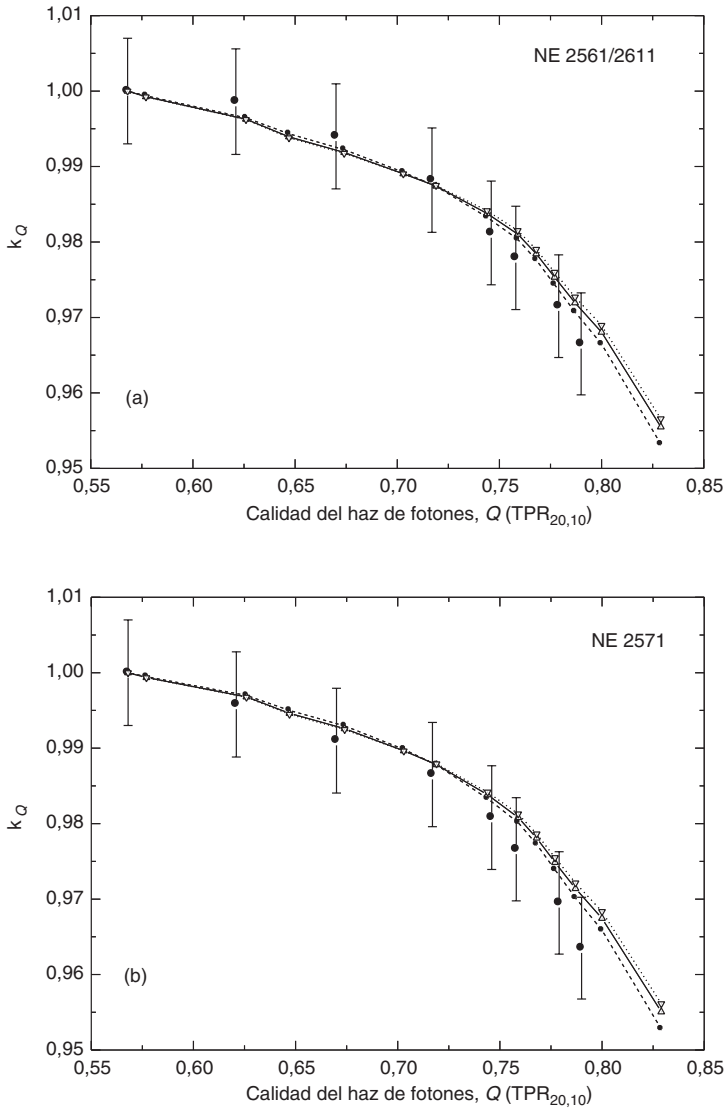 1,01
NE 2561/2611
1,00
0,99
k_Q
0,98
0,97
0,96
(a)
0,95
0,55 0,60 0,65 0,70 0,75 0,80 0,85
Calidad del haz de fotones, Q (TPR20,10)
1,01
NE 2571
1,00
0,99
k_Q
0,98
0,97
0,96
(b)
0,95
0,55 0,60 0,65 0,70 0,75 0,80 0,85
Calidad del haz de fotones, Q (TPR20,10)